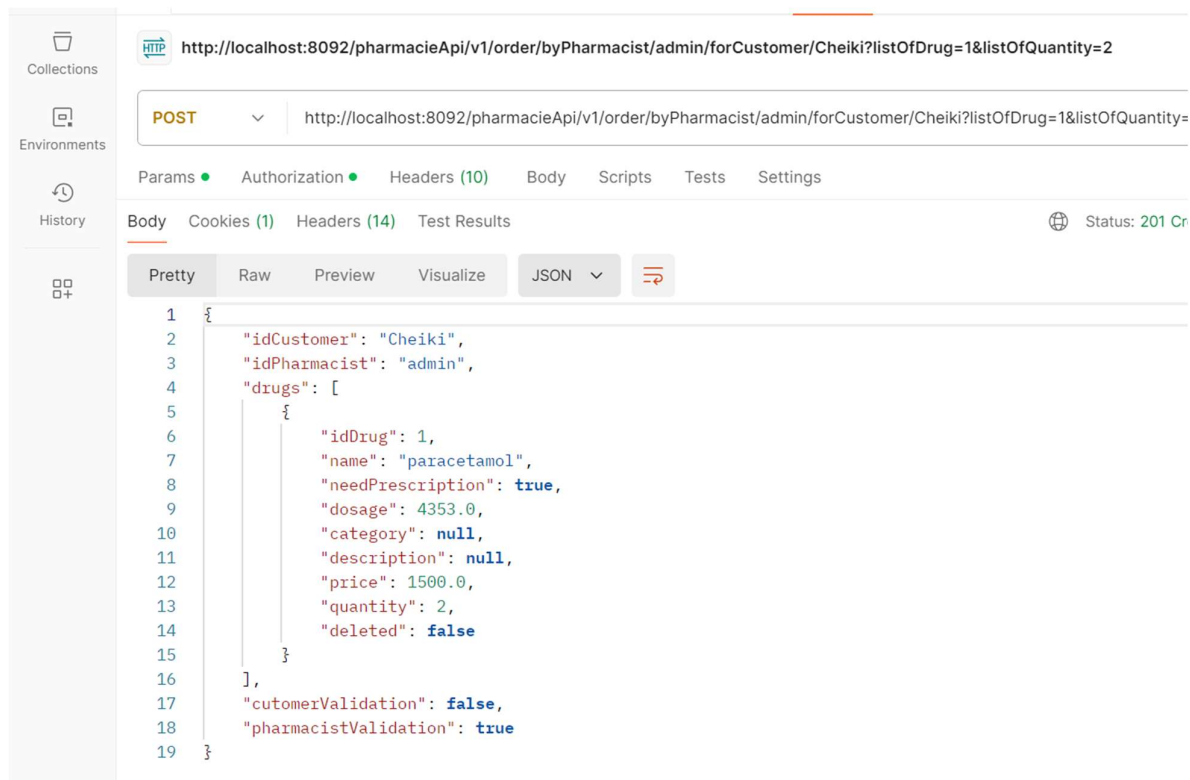 Collections
Environments
History
HTTP http://localhost:8092/pharmacieApi/v1/order/byPharmacist/admin/forCustomer/Cheiki?listOfDrug=1&listOfQuantity=2
POST http://localhost:8092/pharmacieApi/v1/order/byPharmacist/admin/forCustomer/Cheiki?listOfDrug=1&listOfQuantity=
Params Authorization Headers (10) Body Scripts Tests Settings
Body Cookies (1) Headers (14) Test Results Status: 201 Cr
Pretty Raw Preview Visualize JSON
1 {
2 "idCustomer": "Cheiki",
3 "idPharmacist": "admin",
4 "drugs": [
5 {
6 "idDrug": 1,
7 "name": "paracetamol",
8 "needPrescription": true,
9 "dosage": 4353.0,
10 "category": null,
11 "description": null,
12 "price": 1500.0,
13 "quantity": 2,
14 "deleted": false
15 }
16 ],
17 "cutomerValidation": false,
18 "pharmacistValidation": true
19 }